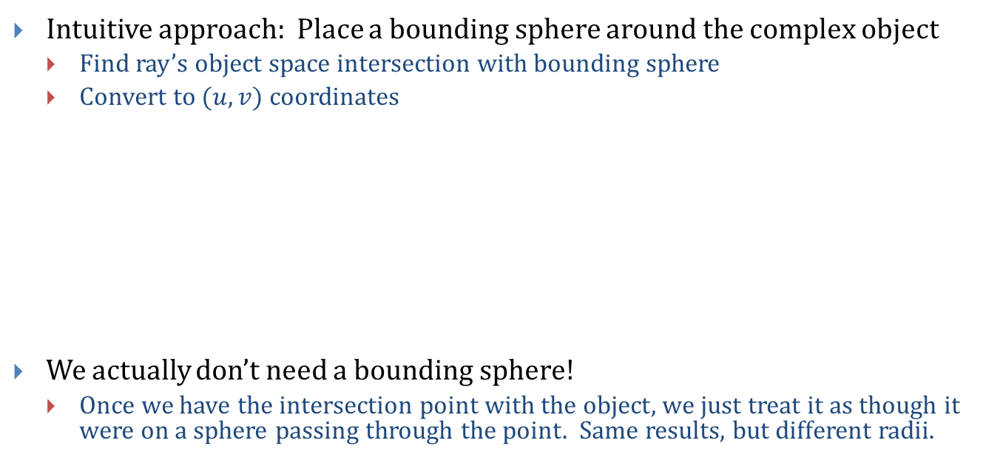 Intuitive approach:  Place a bounding sphere around the complex object
Find ray’s object space intersection with bounding sphere
Convert to (u, v) coordinates
We actually don’t need a bounding sphere!
Once we have the intersection point with the object, we just treat it as though it
were on a sphere passing through the point.  Same results, but different radii.